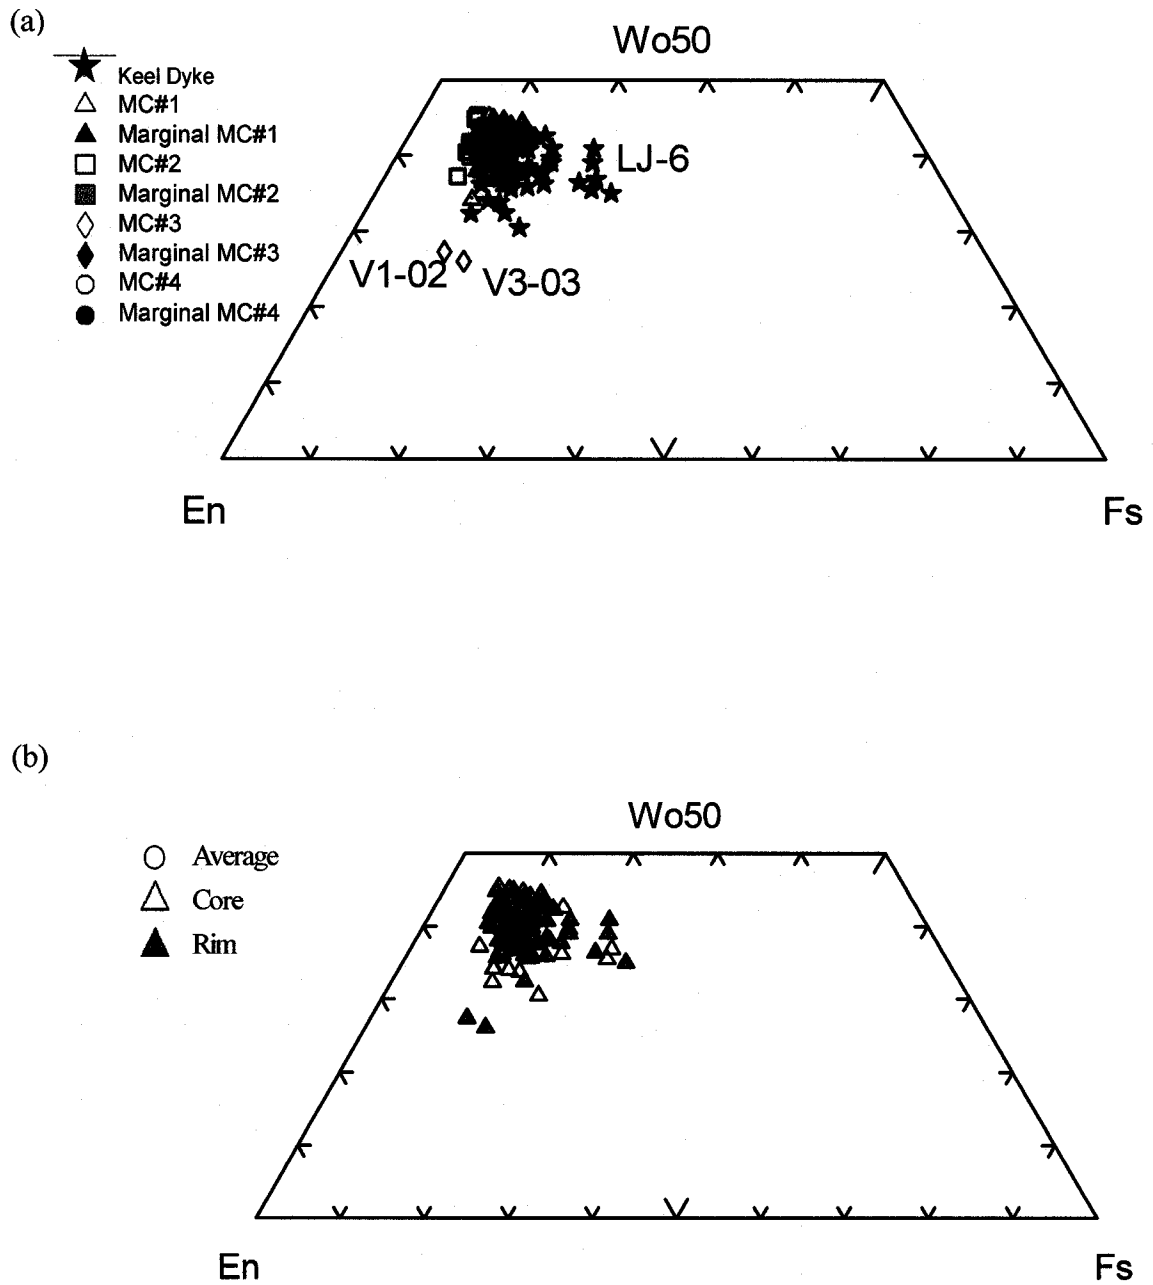 (a)
Wo50
Keel Dyke
MC#1
Marginal MC#1
MC#2
Marginal MC#2
MC#3
Marginal MC#3
MC#4
Marginal MC#4
LJ-6
V1-02
V3-03
En
Fs
(b)
Wo50
Average
Core
Rim
En
Fs